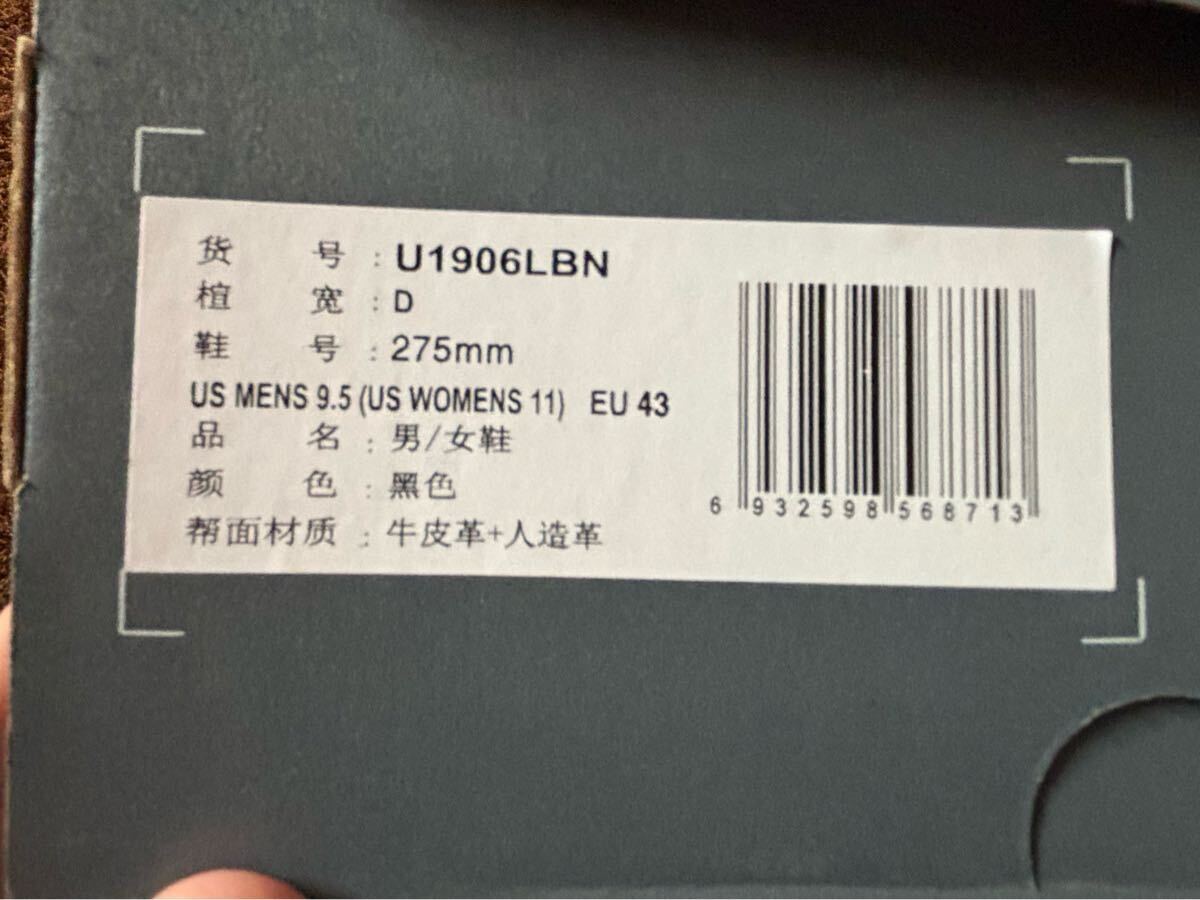 货 号 : U1906LBN
楦 宽 : D
鞋 号 : 275mm
US MENS 9.5 (US WOMENS 11) EU 43
品 名 : 男/女鞋
颜 色 : 黑色
帮面材质 : 牛皮革+人造革
6 932598 568713